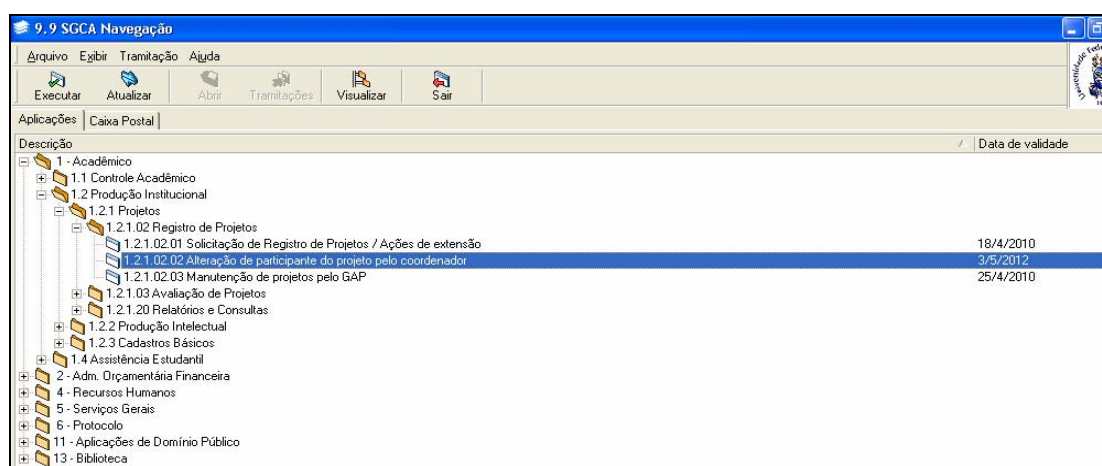 9.9 SGCA Navegação
Arquivo Exibir Tramitação Ajuda
Executar Atualizar Abrir Tramitações Visualizar Sair
Aplicações Caixa Postal
Descrição Data de validade
1 - Acadêmico
1.1 Controle Acadêmico
1.2 Produção Institucional
1.2.1 Projetos
1.2.1.02 Registro de Projetos
1.2.1.02.01 Solicitação de Registro de Projetos / Ações de extensão 18/4/2010
1.2.1.02.02 Alteração de participante do projeto pelo coordenador 3/5/2012
1.2.1.02.03 Manutenção de projetos pelo GAP 25/4/2010
1.2.1.03 Avaliação de Projetos
1.2.1.20 Relatórios e Consultas
1.2.2 Produção Intelectual
1.2.3 Cadastros Básicos
1.4 Assistência Estudantil
2 - Adm. Orçamentária Financeira
4 - Recursos Humanos
5 - Serviços Gerais
6 - Protocolo
11 - Aplicações de Domínio Público
13 - Biblioteca